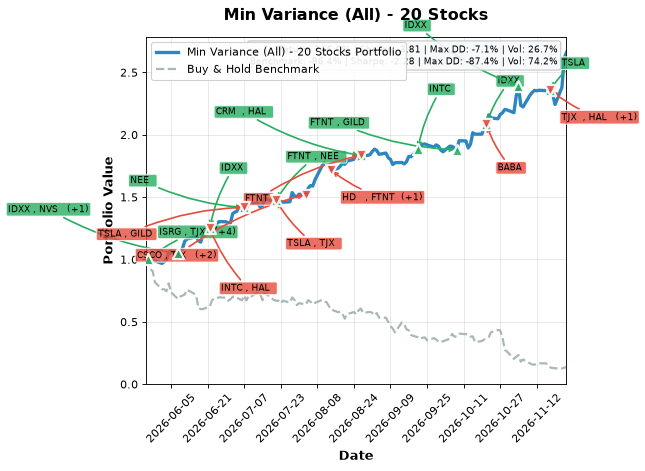 Min Variance (All) - 20 Stocks
IDXX
Min Variance (All) - 20 Stocks Portfolio
Buy & Hold Benchmark
.81 | Max DD: -7.1% | Vol: 26.7%
28 | Max DD: -87.4% | Vol: 74.2%
TSLA
IDXX
INTC
TJX , HAL (+1)
CRM , HAL
FTNT , GILD
BABA
FTNT , NEE
IDXX
NEE
HD , FTNT (+1)
FTNT
IDXX , NVS (+1)
TSLA , GILD
ISRG , TJX (+4)
TSLA , TJX
(+2)
INTC , HAL
Portfolio Value
2.5
2.0
1.5
1.0
0.5
0.0
2026-06-05
2026-06-21
2026-07-07
2026-07-23
2026-08-08
2026-08-24
2026-09-09
2026-09-25
2026-10-11
2026-10-27
2026-11-12
Date